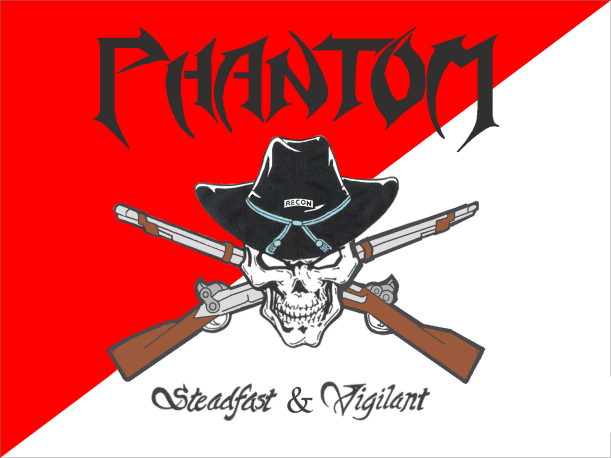 PHANTOM
RECON
Steadfast & Vigilant